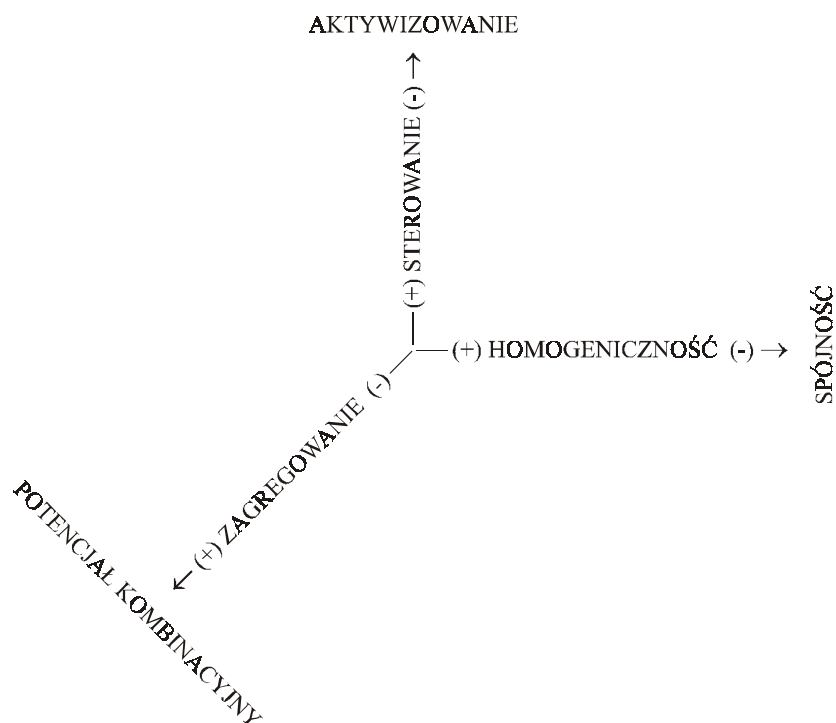 AKTYWIZOWANIE
(+) STEROWANIE (-)
(+) HOMOGENICZNOŚĆ (-)
SPÓJNOŚĆ
(+) ZAGREGOWANIE (-)
POTENCJAŁ KOMBINACYJNY